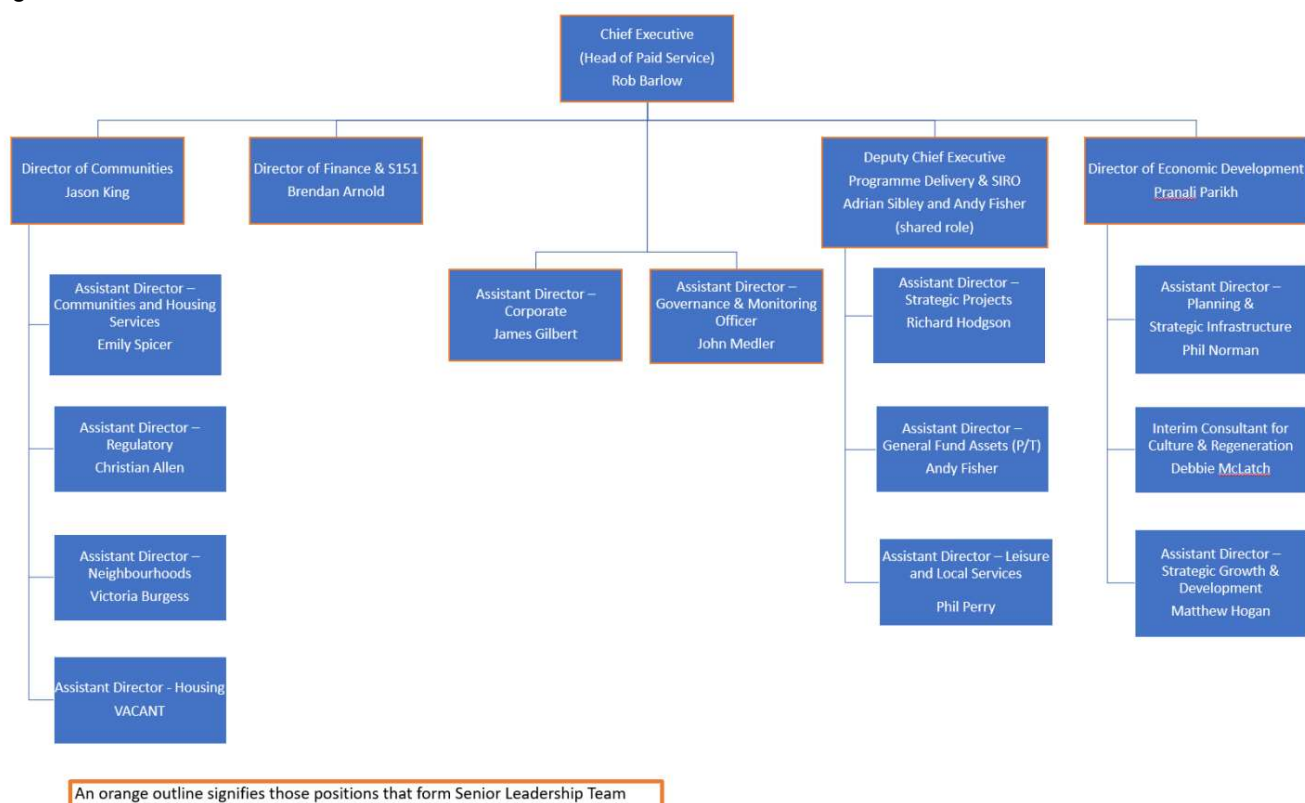 Chief Executive
(Head of Paid Service)
Rob Barlow
Director of Communities
Jason King
Director of Finance & S151
Brendan Arnold
Deputy Chief Executive
Programme Delivery & SIRO
Adrian Sibley and Andy Fisher
(shared role)
Director of Economic Development
Pranali Parikh
Assistant Director –
Corporate
James Gilbert
Assistant Director –
Governance & Monitoring
Officer
John Medler
Assistant Director –
Communities and Housing
Services
Emily Spicer
Assistant Director –
Regulatory
Christian Allen
Assistant Director –
Neighbourhoods
Victoria Burgess
Assistant Director - Housing
VACANT
Assistant Director –
Strategic Projects
Richard Hodgson
Assistant Director –
General Fund Assets (P/T)
Andy Fisher
Assistant Director – Leisure
and Local Services
Phil Perry
Assistant Director –
Planning &
Strategic Infrastructure
Phil Norman
Interim Consultant for
Culture & Regeneration
Debbie McLatch
Assistant Director –
Strategic Growth &
Development
Matthew Hogan
An orange outline signifies those positions that form Senior Leadership Team